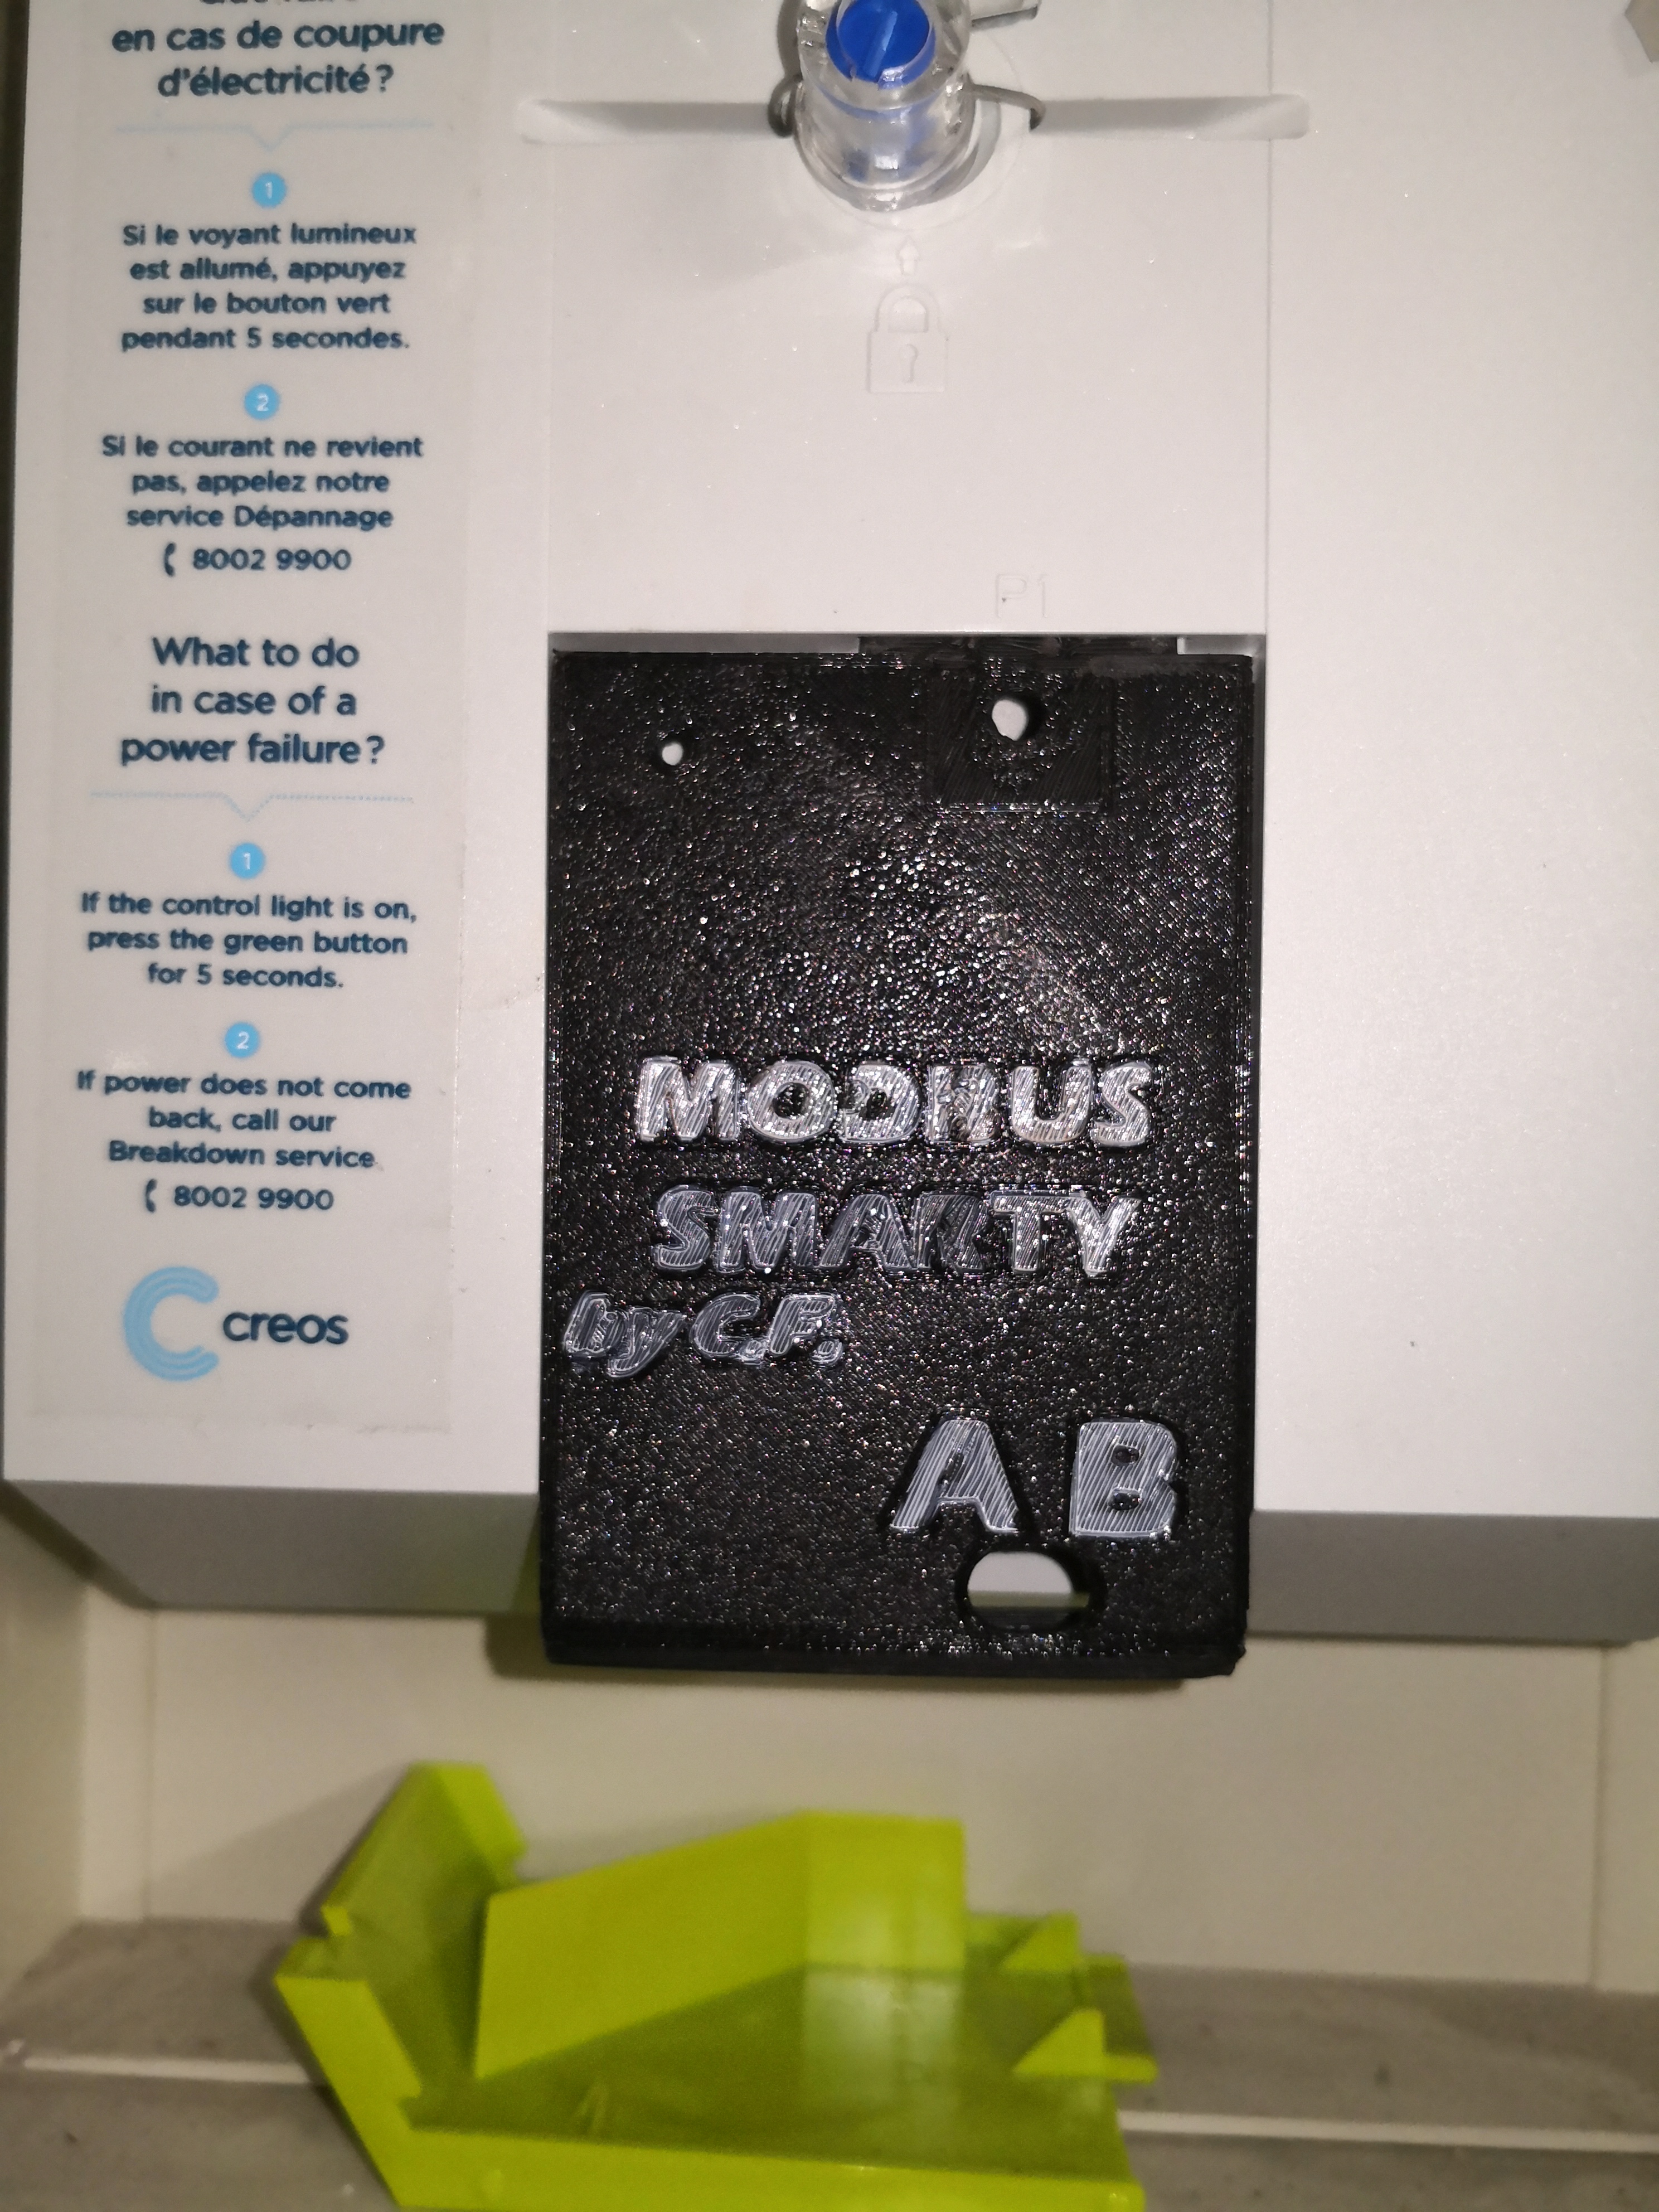 en cas de coupure
d'électricité ?
1
Si le voyant lumineux
est allumé, appuyez
sur le bouton vert
pendant 5 secondes.
2
Si le courant ne revient
pas, appelez notre
service Dépannage
8002 9900
What to do
in case of a
power failure ?
1
If the control light is on,
press the green button
for 5 seconds.
2
If power does not come
back, call our
Breakdown service
8002 9900
creos
P1
MODBUS
SMARTY
by C.F.
A B